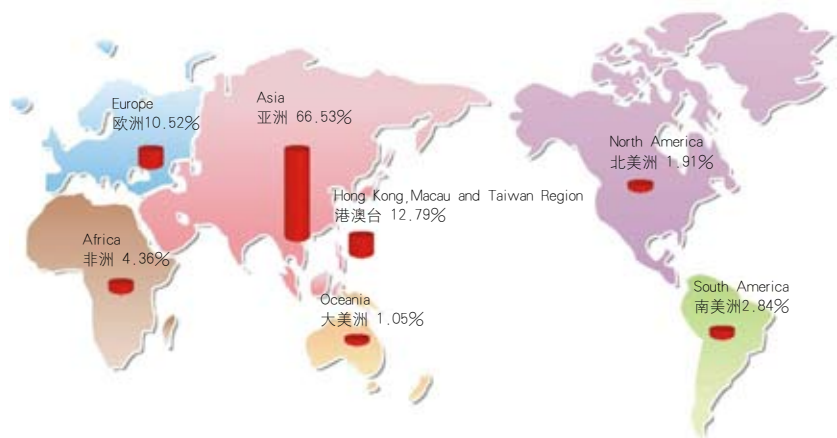 Europe
欧洲10.52%
Asia
亚洲 66.53%
North America
北美洲 1.91%
Hong Kong,Macau and Taiwan Region
港澳台 12.79%
Africa
非洲 4.36%
South America
南美洲2.84%
Oceania
大美洲 1.05%